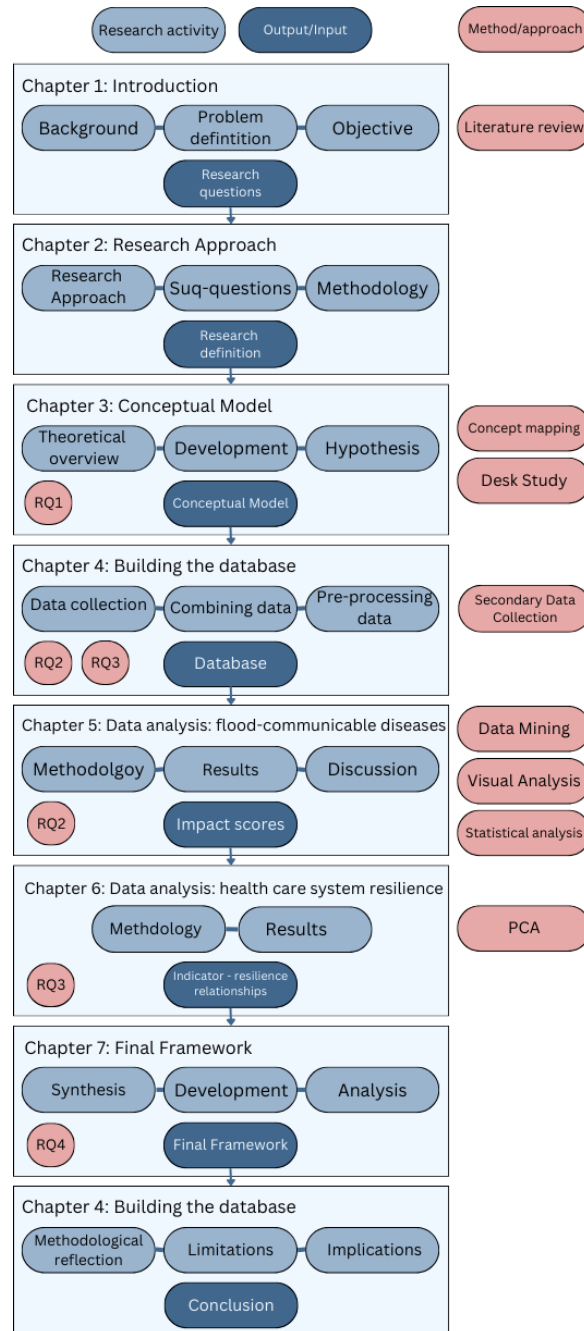 Research activity
Output/Input
Method/approach
Chapter 1: Introduction
Background
Problem
defintition
Objective
Literature review
Research
questions
Chapter 2: Research Approach
Research
Approach
Suq-questions
Methodology
Research
definition
Chapter 3: Conceptual Model
Theoretical
overview
Development
Hypothesis
Concept mapping
Desk Study
RQ1
Conceptual Model
Chapter 4: Building the database
Data collection
Combining data
Pre-processing
data
Secondary Data
Collection
RQ2
RQ3
Database
Chapter 5: Data analysis: flood-communicable diseases
Methodolgoy
Results
Discussion
Data Mining
Visual Analysis
Statistical analysis
RQ2
Impact scores
Chapter 6: Data analysis: health care system resilience
Methdology
Results
PCA
RQ3
Indicator - resilience
relationships
Chapter 7: Final Framework
Synthesis
Development
Analysis
RQ4
Final Framework
Chapter 4: Building the database
Methodological
reflection
Limitations
Implications
Conclusion